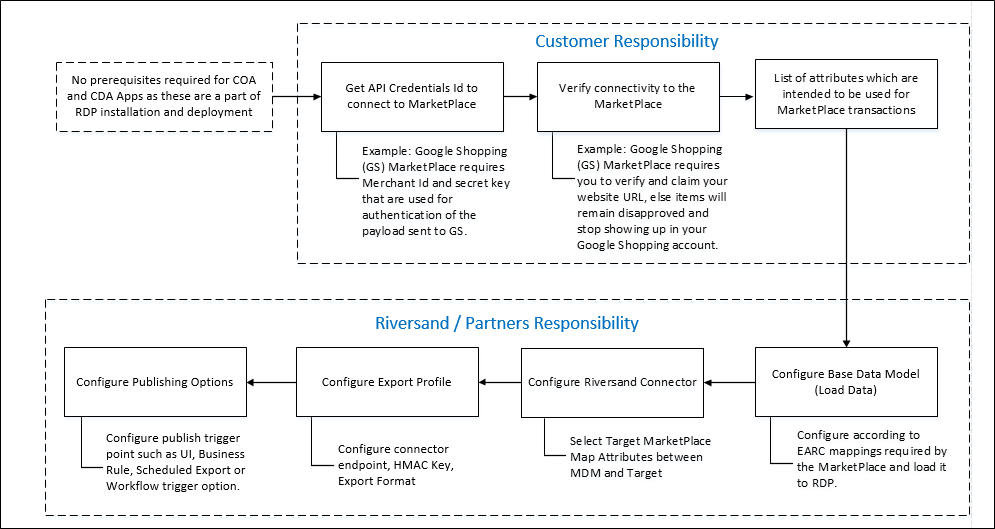 Customer Responsibility
No prerequisites required for COA
and CDA Apps as these are a part of
RDP installation and deployment
Get API Credentials Id to
connect to MarketPlace
Verify connectivity to the
MarketPlace
List of attributes which are
intended to be used for
MarketPlace transactions
Example: Google Shopping
(GS) MarketPlace requires
Merchant Id and secret key
that are used for
authentication of the
payload sent to GS.
Example: Google Shopping
(GS) MarketPlace requires
you to verify and claim your
website URL, else items will
remain disapproved and
stop showing up in your
Google Shopping account.
Riversand / Partners Responsibility
Configure Publishing Options
Configure Export Profile
Configure Riversand Connector
Configure Base Data Model
(Load Data)
Configure publish trigger
point such as UI, Business
Rule, Scheduled Export or
Workflow trigger option.
Configure connector
endpoint, HMAC Key,
Export Format
Select Target MarketPlace
Map Attributes between
MDM and Target
Configure according to
EARC mappings required by
the MarketPlace and load it
to RDP.